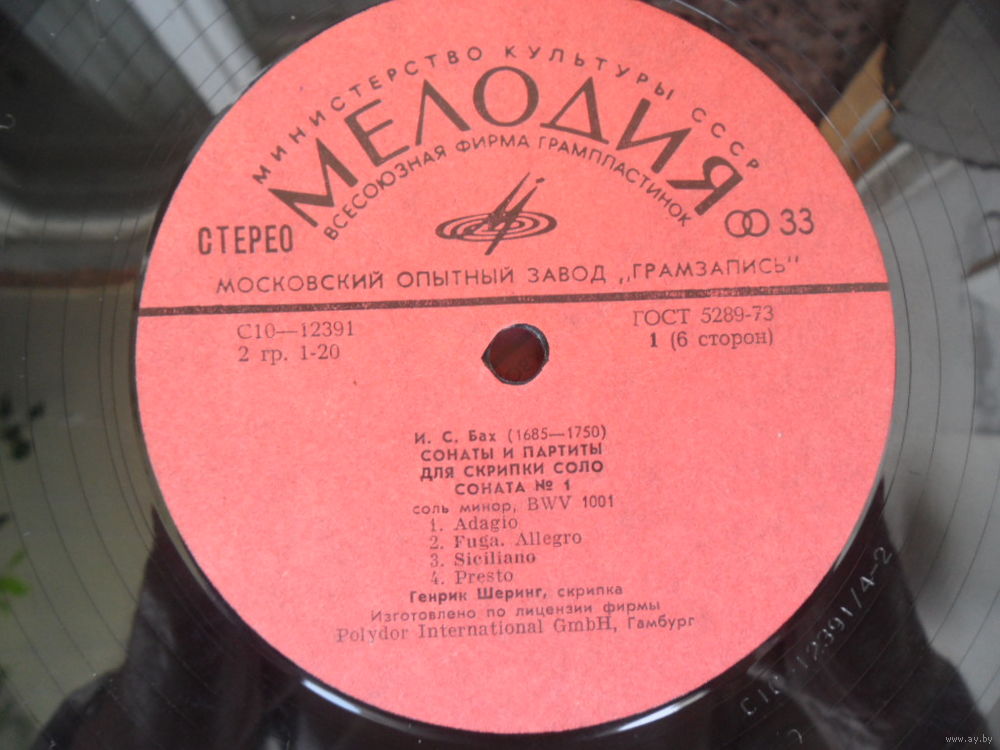 МИНИСТЕРСТВО КУЛЬТУРЫ СССР
МЕЛОДИЯ
ВСЕСОЮЗНАЯ ФИРМА ГРАМПЛАСТИНОК
СТЕРЕО
33
МОСКОВСКИЙ ОПЫТНЫЙ ЗАВОД „ГРАМЗАПИСЬ"
С10—12391
2 гр. 1-20
ГОСТ 5289-73
1 (6 сторон)
И. С. Бах (1685—1750)
СОНАТЫ И ПАРТИТЫ
ДЛЯ СКРИПКИ СОЛО
СОНАТА № 1
соль минор, BWV 1001
1. Adagio
2. Fuga. Allegro
3. Siciliano
4. Presto
Генрик Шеринг, скрипка
Изготовлено по лицензии фирмы
Polydor International GmbH, Гамбург
С10 12391/А-2
www.ay.by